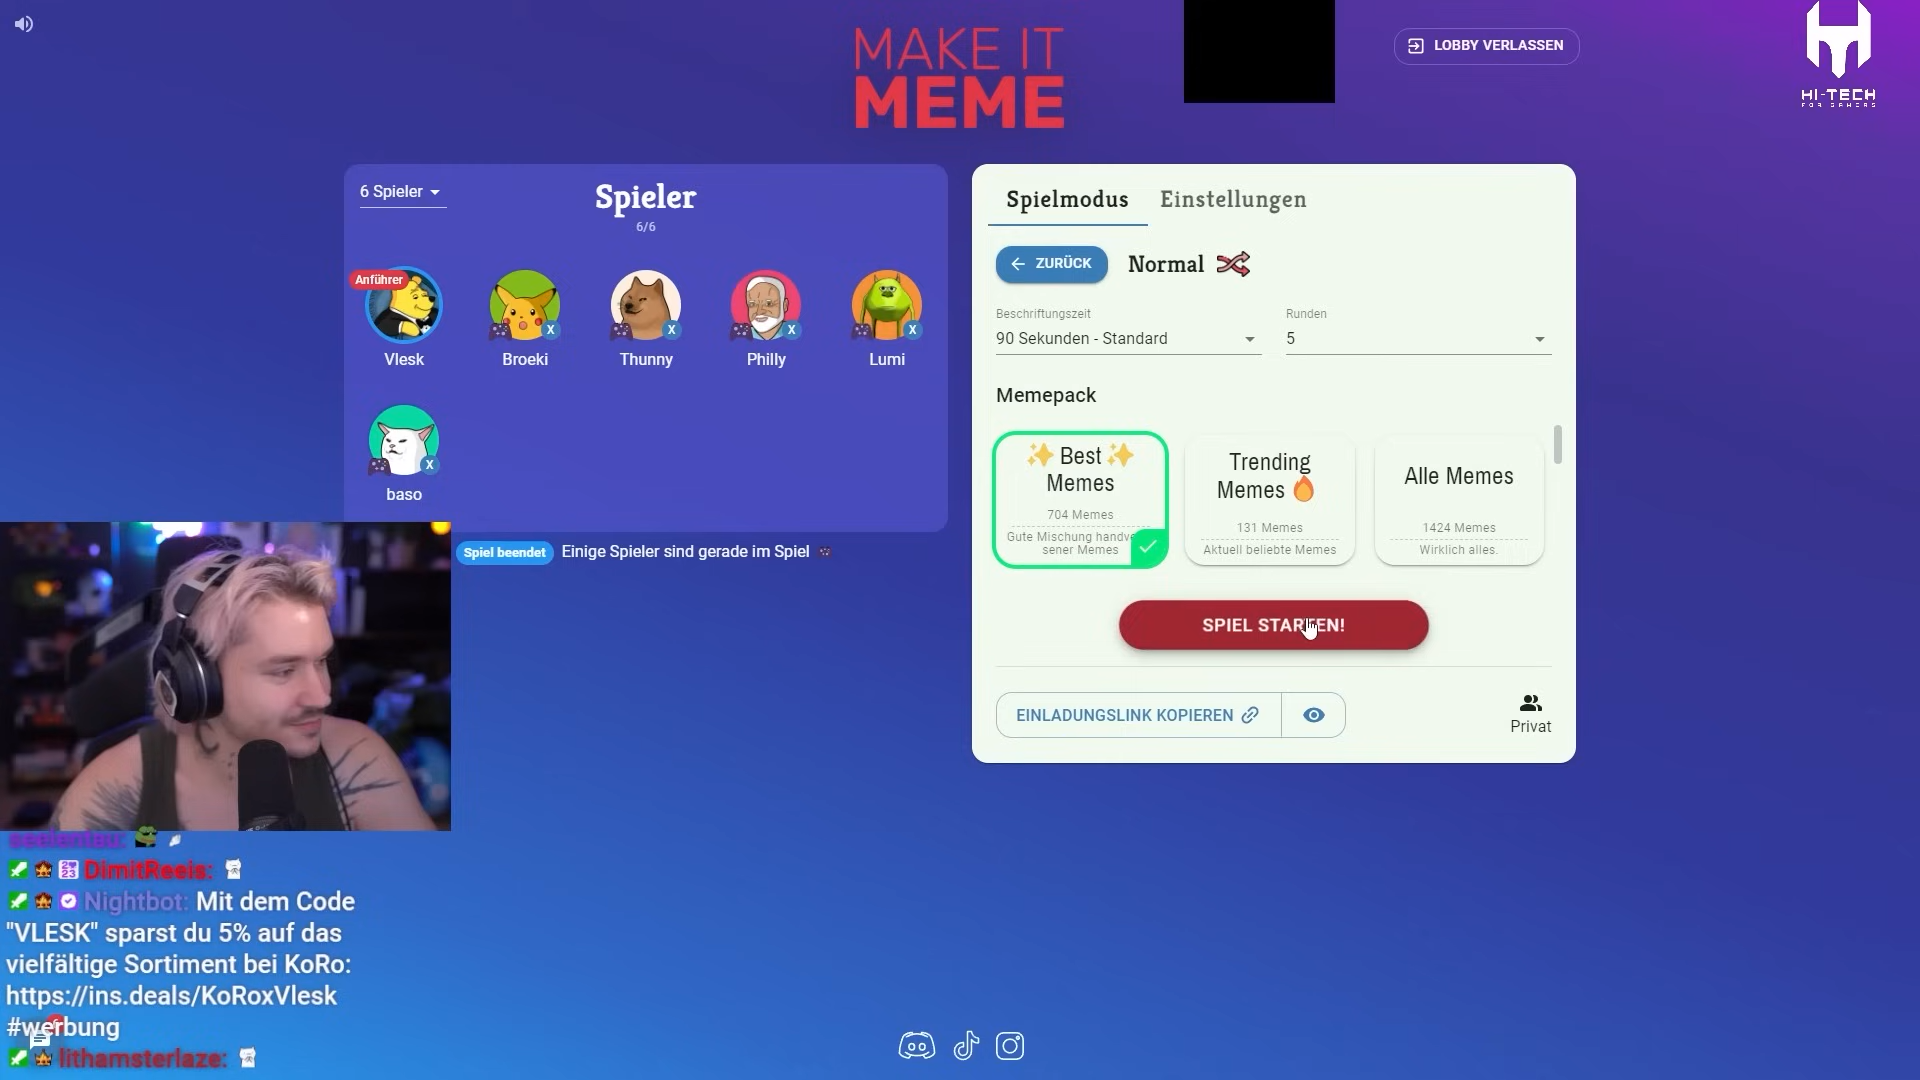 MAKE IT
MEME
LOBBY VERLASSEN
HI-TECH
FOR GAMERS
6 Spieler
Spieler
6/6
Anführer
Vlesk
X
Broeki
X
Thunny
X
Philly
X
Lumi
X
baso
Spiel beendet Einige Spieler sind gerade im Spiel
Spielmodus Einstellungen
ZURÜCK Normal
Beschriftungszeit Runden
90 Sekunden - Standard 5
Memepack
Best
Memes
704 Memes
Gute Mischung handve
sener Memes
Trending
Memes
131 Memes
Aktuell beliebte Memes
Alle Memes
1424 Memes
Wirklich alles.
SPIEL STARTEN!
EINLADUNGSLINK KOPIEREN
Privat
seelentau:
DimitReeis:
Nightbot: Mit dem Code
"VLESK" sparst du 5% auf das
vielfältige Sortiment bei KoRo:
https://ins.deals/KoRoxVlesk
#werbung
lithamsterlaze: